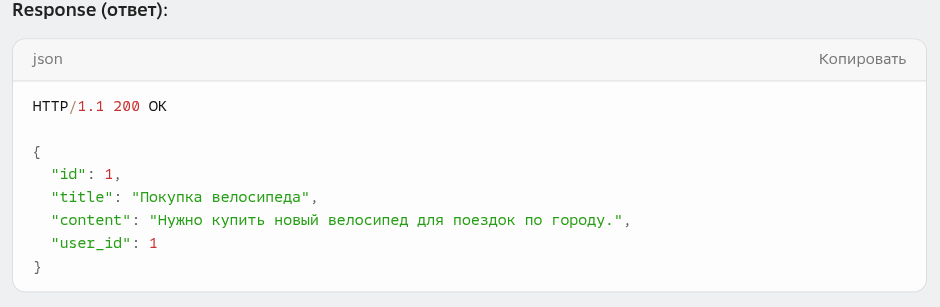 Response (ответ):
json
Копировать
HTTP/1.1 200 OK
{
"id": 1,
"title": "Покупка велосипеда",
"content": "Нужно купить новый велосипед для поездок по городу.",
"user_id": 1
}